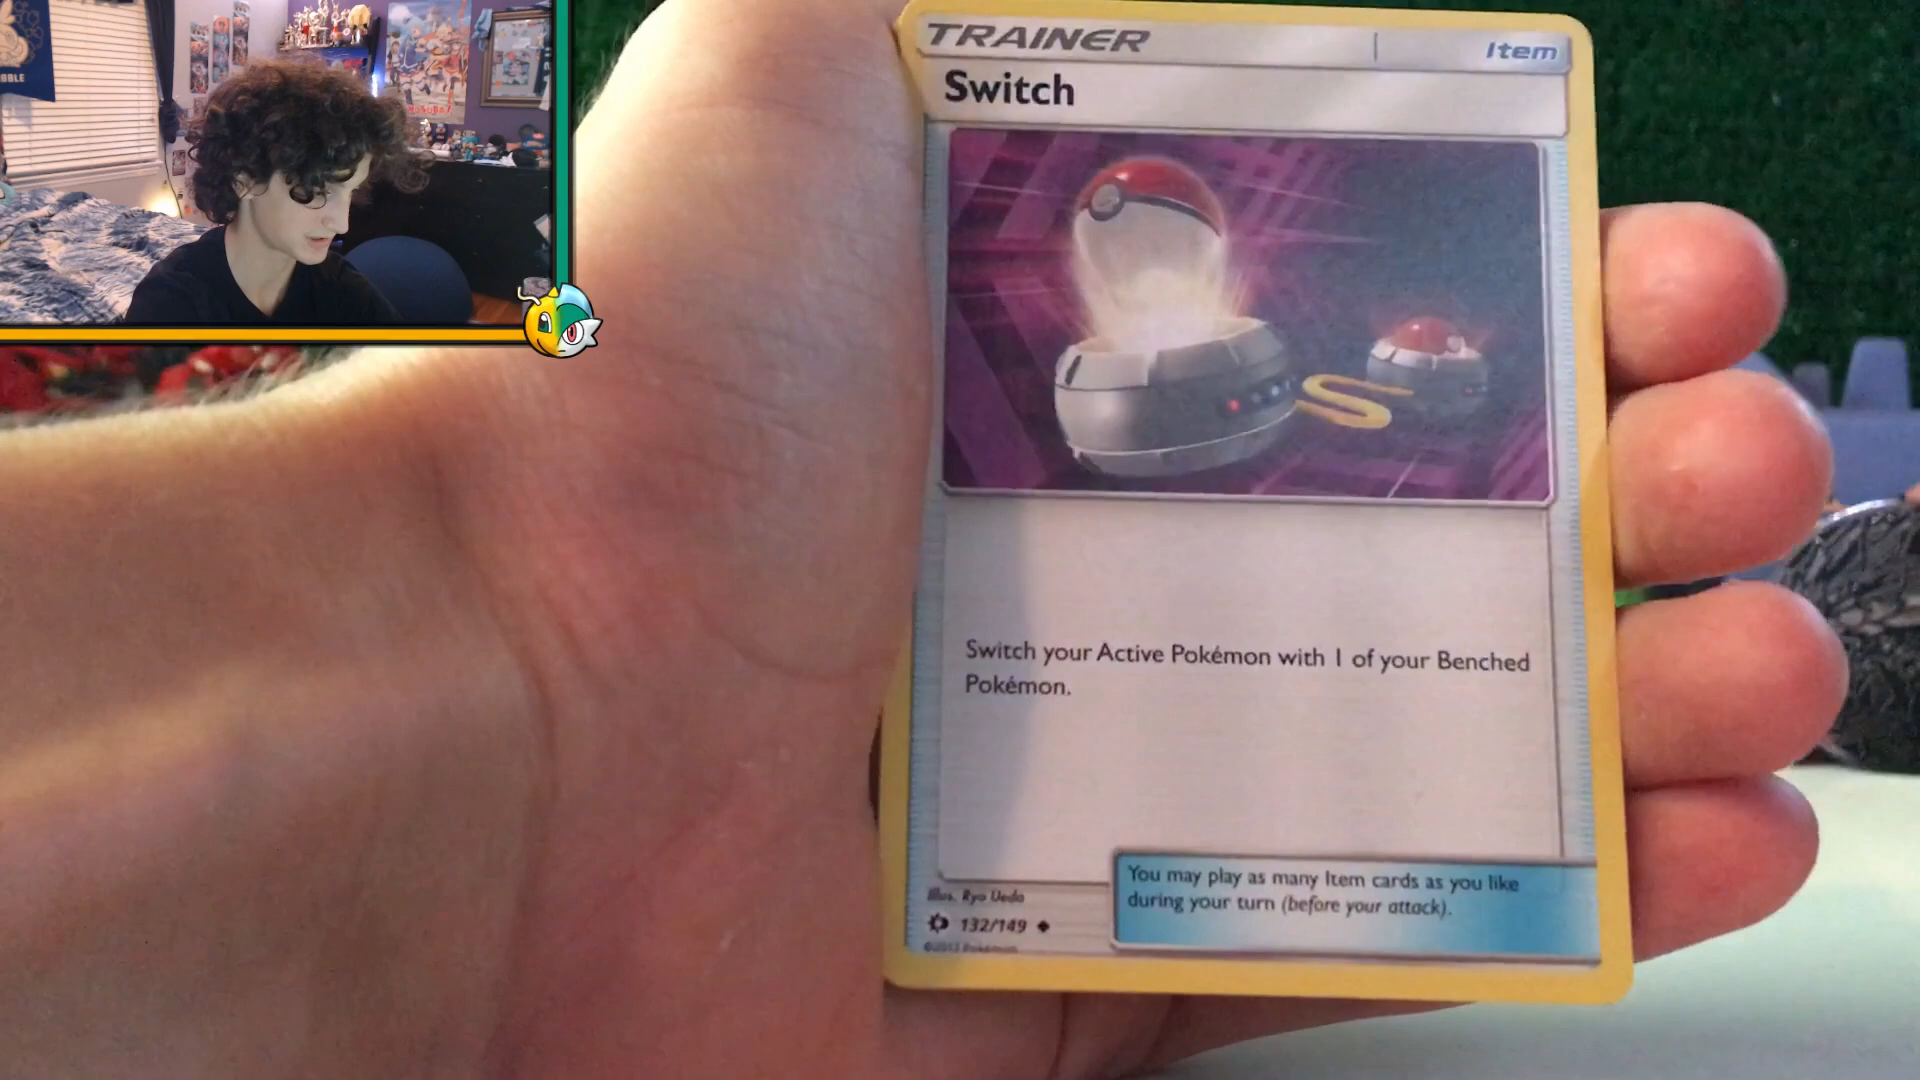 BBLE
TRAINER
Item
Switch
Switch your Active Pokémon with 1 of your Benched
Pokémon.
Illus. Ryo Ueda
132/149
You may play as many Item cards as you like
during your turn (before your attack).